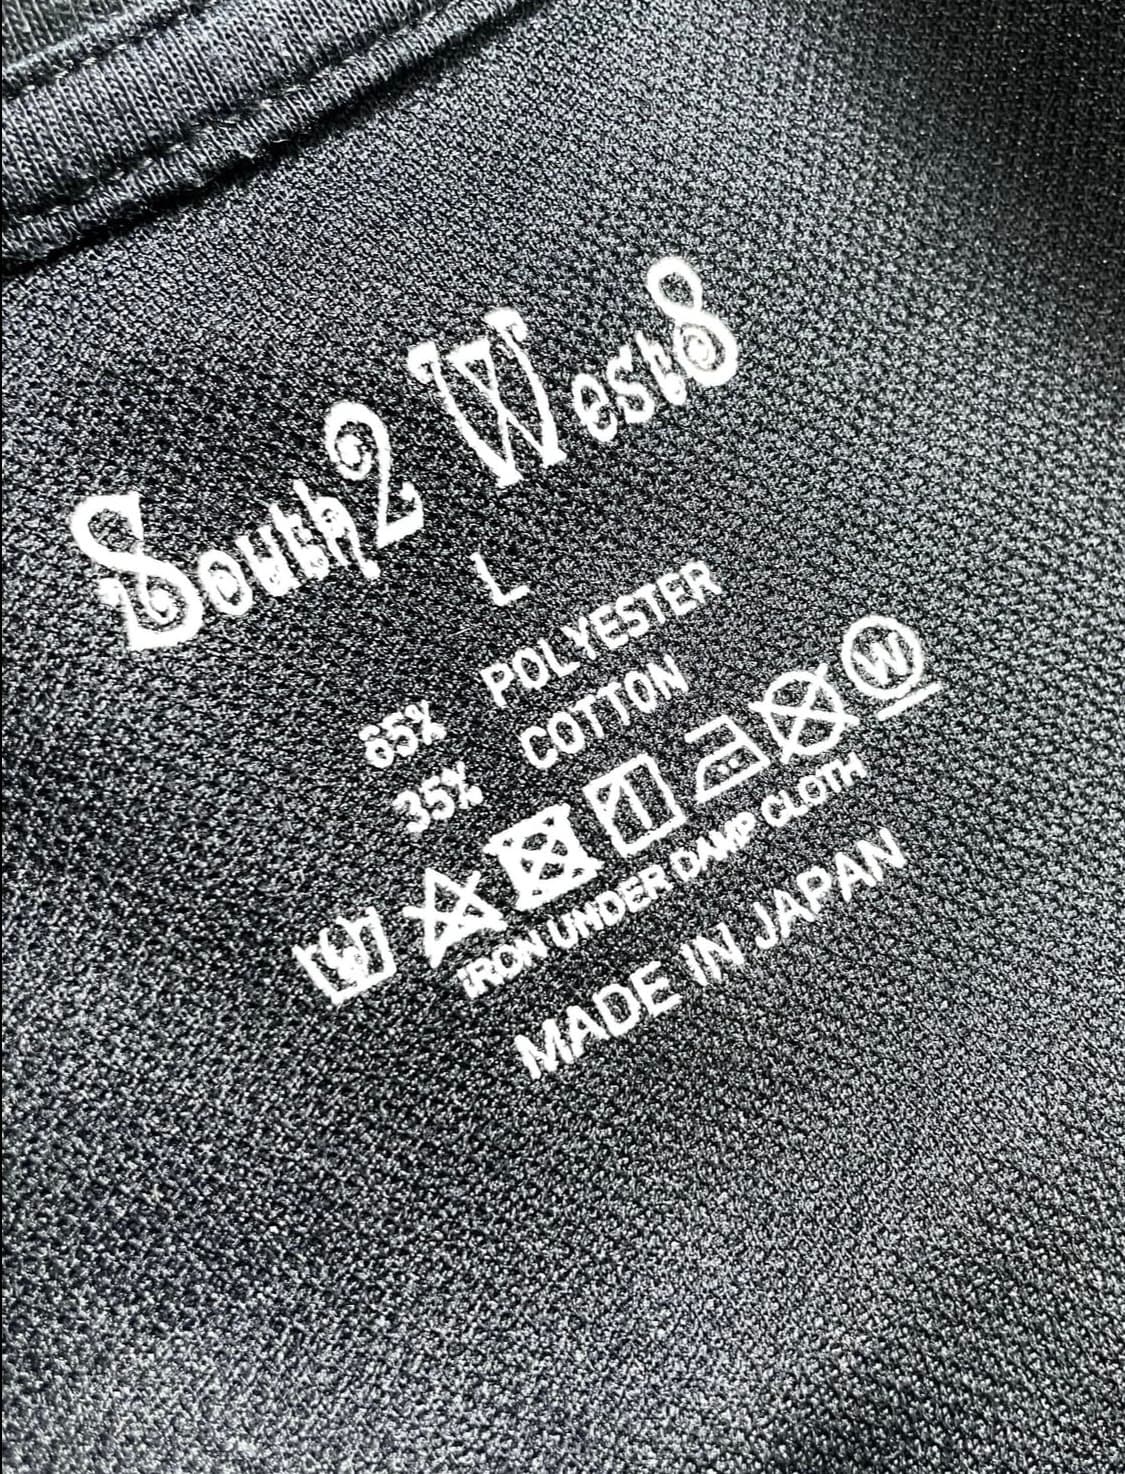 South2 West8
L
65% POLYESTER
35% COTTON
W
IRON UNDER DAMP CLOTH
MADE IN JAPAN